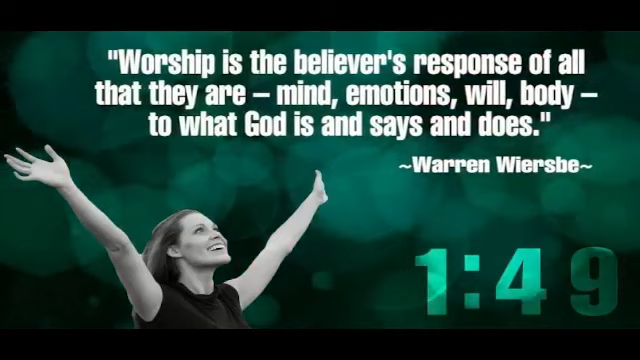 "Worship is the believer's response of all
that they are – mind, emotions, will, body –
to what God is and says and does."
~Warren Wiersbe~
1:49